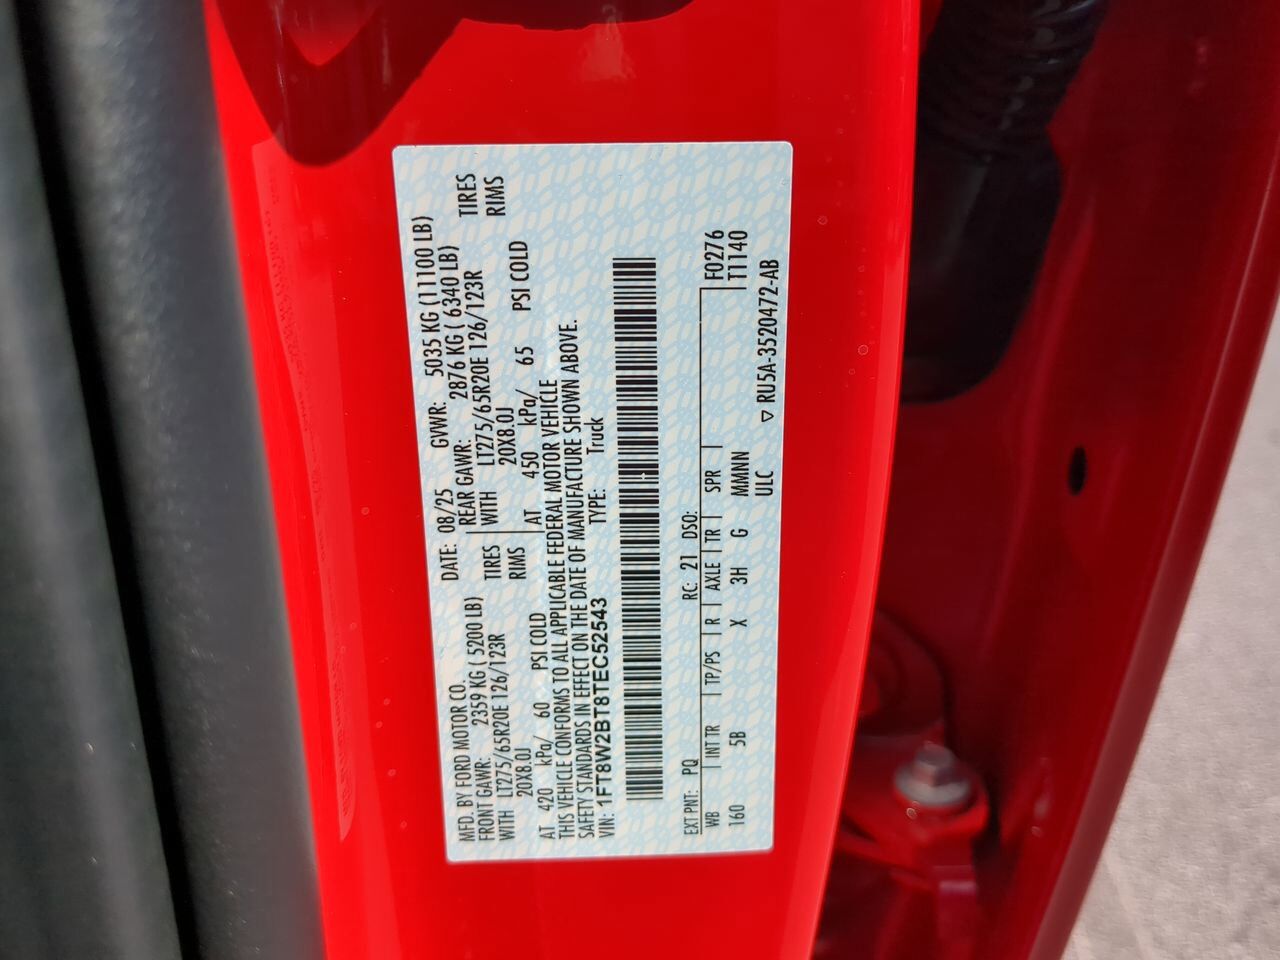 MFD. BY FORD MOTOR CO.
DATE: 08/25 GVWR: 5035 KG (11100 LB)
FRONT GAWR: 2359 KG ( 5200 LB) REAR GAWR: 2876 KG ( 6340 LB)
WITH LT275/65R20E 126/123R TIRES WITH LT275/65R20E 126/123R TIRES
20X8.0J RIMS 20X8.0J RIMS
AT 420 kPa/ 60 PSI COLD AT 450 kPa/ 65 PSI COLD
THIS VEHICLE CONFORMS TO ALL APPLICABLE FEDERAL MOTOR VEHICLE
SAFETY STANDARDS IN EFFECT ON THE DATE OF MANUFACTURE SHOWN ABOVE.
VIN: 1FT8W2BT8TEC52543 TYPE: Truck
EXT PNT: PQ RC: 21 DSO:
WB INT TR TP/PS R AXLE TR SPR F0276
160 5B X 3H G MMNN T1140
ULC ▽ RU5A-3520472-AB